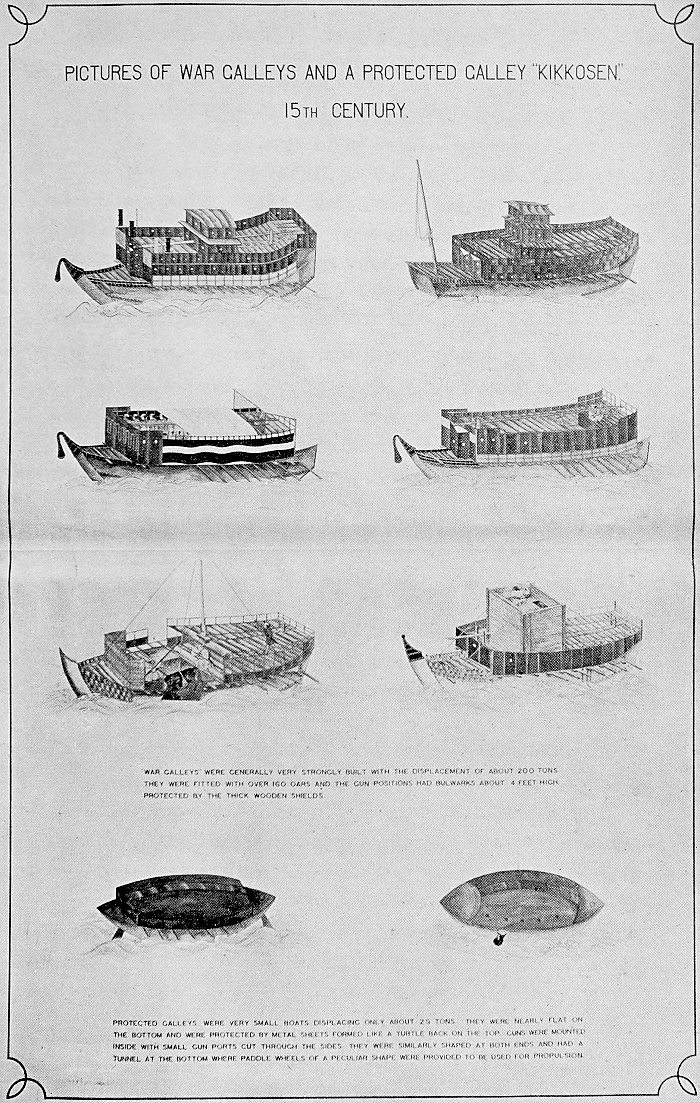 PICTURES OF WAR GALLEYS AND A PROTECTED GALLEY "KIKKOSEN."
15TH CENTURY.
"WAR GALLEYS" WERE GENERALLY VERY STRONGLY BUILT WITH THE DISPLACEMENT OF ABOUT 200 TONS.
THEY WERE FITTED WITH OVER 160 OARS AND THE GUN POSITIONS HAD BULWARKS ABOUT 4 FEET HIGH
PROTECTED BY THE THICK WOODEN SHIELDS.
PROTECTED GALLEYS WERE VERY SMALL BOATS DISPLACING ONLY ABOUT 25 TONS. THEY WERE NEARLY FLAT ON
THE BOTTOM AND WERE PROTECTED BY METAL SHEETS FORMED LIKE A TURTLE BACK ON THE TOP. GUNS WERE MOUNTED
INSIDE WITH SMALL GUN PORTS CUT THROUGH THE SIDES. THEY WERE SIMILARLY SHAPED AT BOTH ENDS AND HAD A
TUNNEL AT THE BOTTOM WHERE PADDLE WHEELS OF A PECULIAR SHAPE WERE PROVIDED TO BE USED FOR PROPULSION.